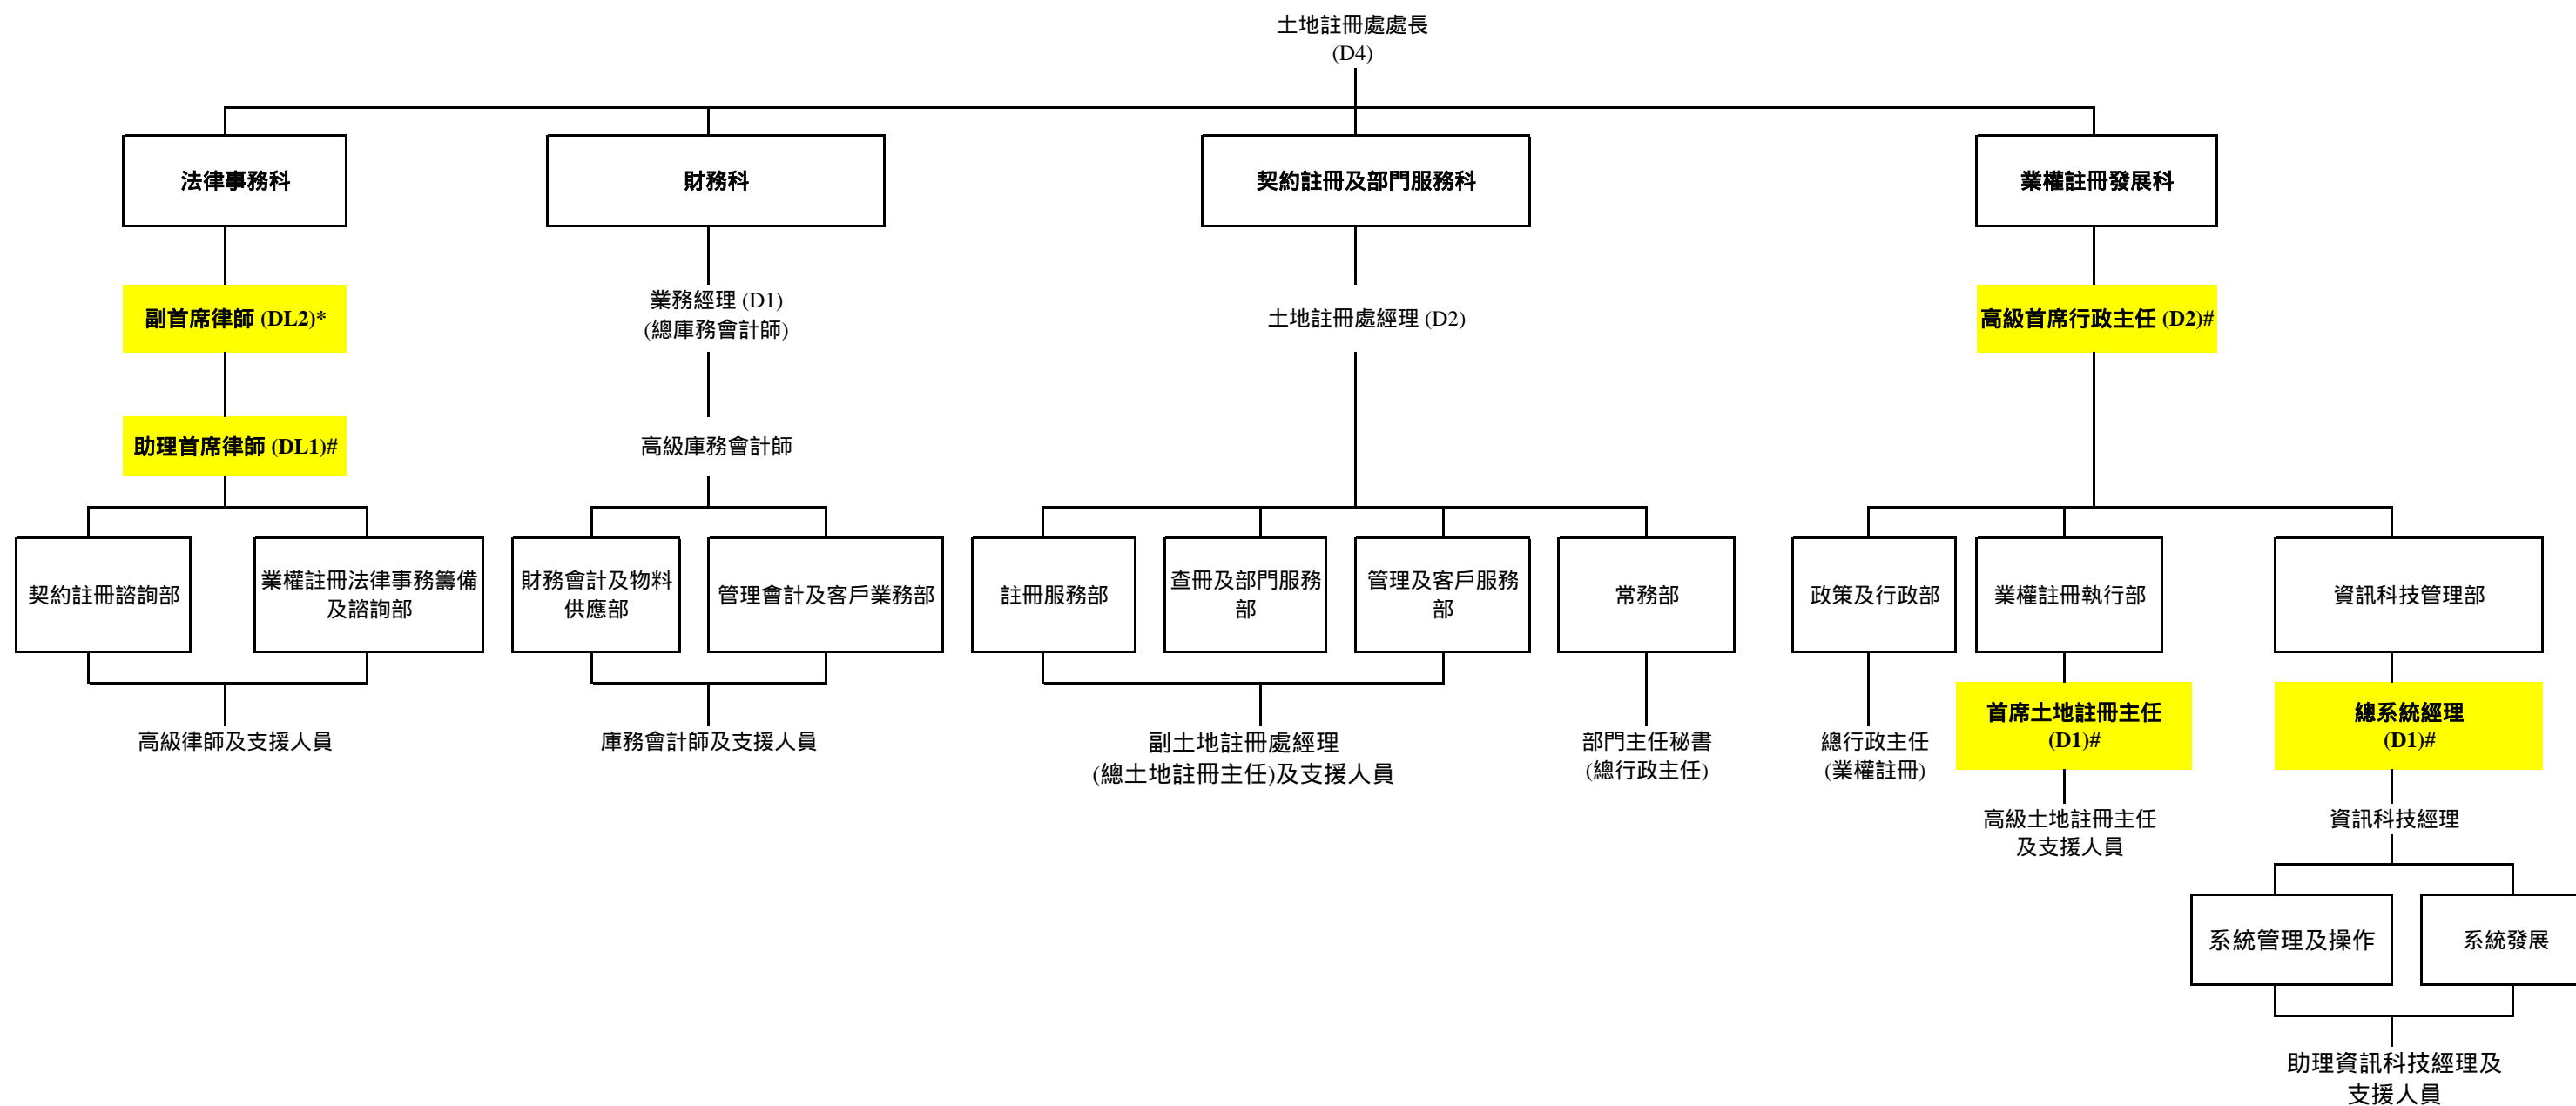 土地註冊處處長
(D4)
法律事務科
財務科
契約註冊及部門服務科
業權註冊發展科
副首席律師 (DL2)*
業務經理 (D1)
(總庫務會計師)
土地註冊處經理 (D2)
高級首席行政主任 (D2)#
助理首席律師 (DL1)#
高級庫務會計師
契約註冊諮詢部
業權註冊法律事務籌備
及諮詢部
財務會計及物料
供應部
管理會計及客戶業務部
註冊服務部
查冊及部門服務
部
管理及客戶服務
部
常務部
政策及行政部
業權註冊執行部
資訊科技管理部
高級律師及支援人員
庫務會計師及支援人員
副土地註冊處經理
(總土地註冊主任)及支援人員
部門主任秘書
(總行政主任)
總行政主任
(業權註冊)
首席土地註冊主任
(D1)#
總系統經理
(D1)#
高級土地註冊主任
及支援人員
資訊科技經理
系統管理及操作
系統發展
助理資訊科技經理及
支援人員